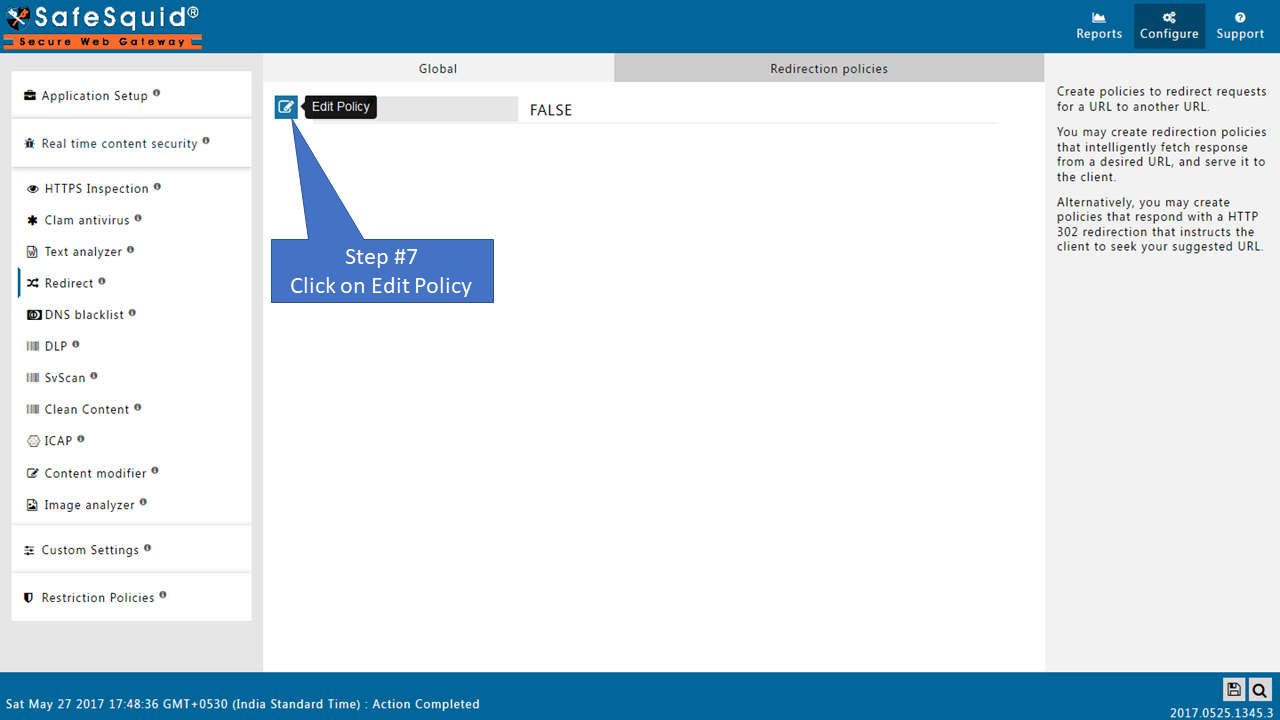 SafeSquid®
Secure Web Gateway
Reports
Configure
Support
Application Setup
Real time content security
HTTPS Inspection
Clam antivirus
Text analyzer
Redirect
DNS blacklist
DLP
SvScan
Clean Content
ICAP
Content modifier
Image analyzer
Custom Settings
Restriction Policies
Global
Redirection policies
Edit Policy
FALSE
Step #7
Click on Edit Policy
Create policies to redirect requests
for a URL to another URL.
You may create redirection policies
that intelligently fetch response
from a desired URL, and serve it to
the client.
Alternatively, you may create
policies that respond with a HTTP
302 redirection that instructs the
client to seek your suggested URL.
Sat May 27 2017 17:48:36 GMT+0530 (India Standard Time) : Action Completed
2017.0525.1345.3